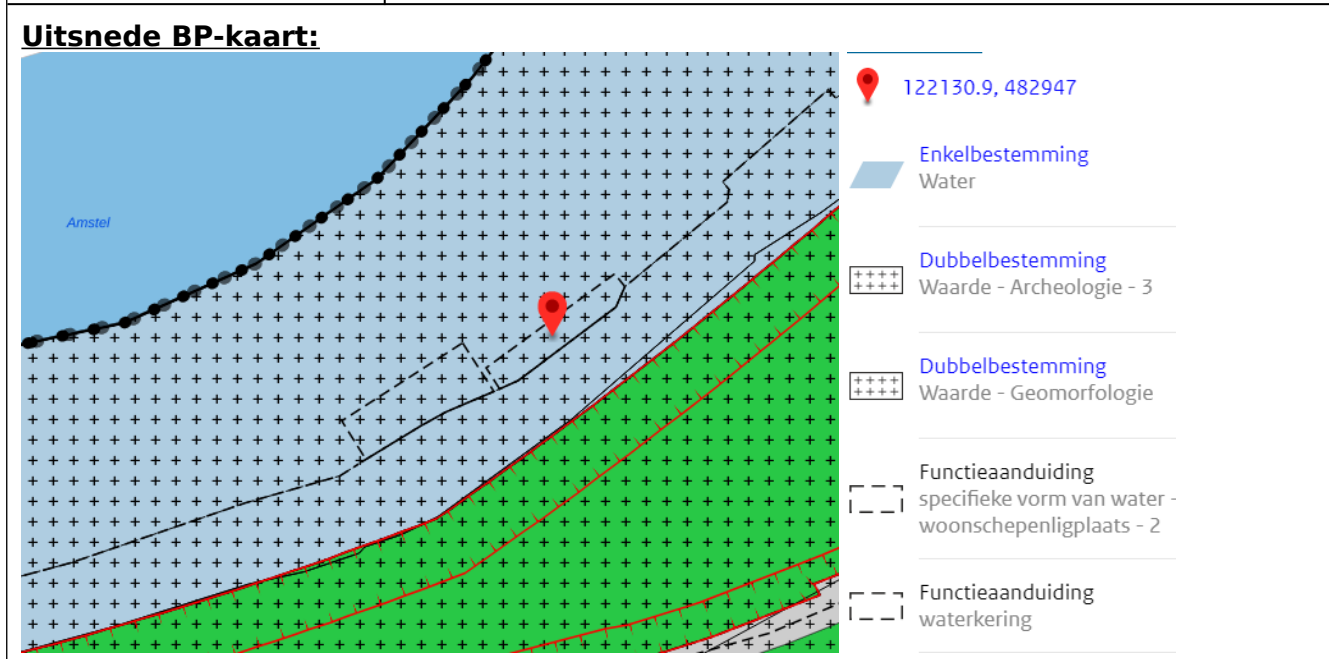 Uitsnede BP-kaart:
Amstel
122130.9, 482947
Enkelbestemming
Water
Dubbelbestemming
Waarde - Archeologie - 3
Dubbelbestemming
Waarde - Geomorfologie
Functieaanduiding
specifieke vorm van water -
woonschepenligplaats - 2
Functieaanduiding
waterkering